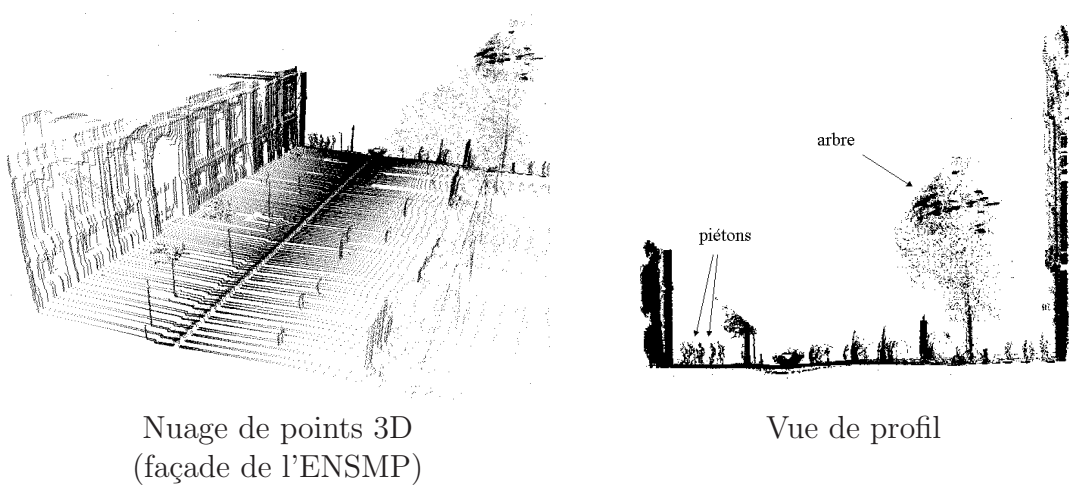 arbre
piétons
Nuage de points 3D
(façade de l'ENSMP)
Vue de profil